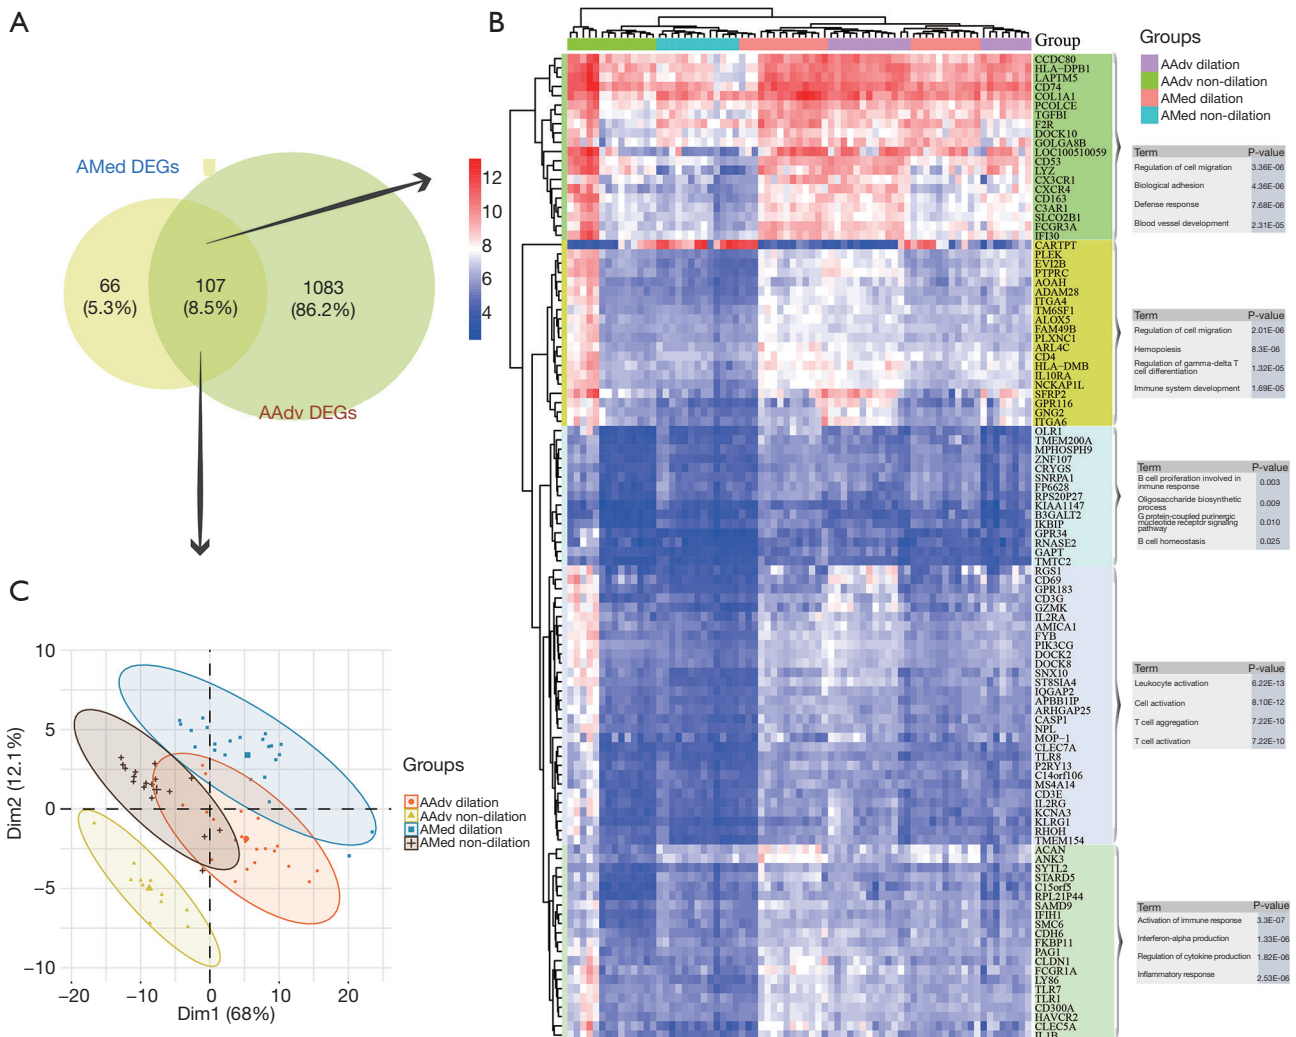 A
AMed DEGs
66
(5.3%)
107
(8.5%)
1083
(86.2%)
AAdv DEGs
B
12
10
8
6
4
Group
CCDC80
HLA-DPB1
LAPTM5
CD74
COL1A1
PCOLCE
TGFBI
F2R
DOCK10
GOLGA8B
LOC100510059
CD53
LYZ
CX3CR1
CXCR4
CD163
C3AR1
SLCO2B1
FCGR3A
IFI30
CARTPT
PLEK
EVI2B
PTPRC
AOAH
ADAM28
ITGA4
TM6SF1
ALOX5
FAM49B
PLXNC1
ARL4C
CD4
HLA-DMB
IL10RA
NCKAP1L
SFRP2
GPR116
GNG2
ITGA6
OLR1
TMEM200A
MPHOSPH9
ZNF107
CRYGS
SNRPA1
FP6628
RPS20P27
KIAA1147
B3GALT2
IKBIP
GPR34
RNASE2
GAPT
TMTC2
RGS1
CD69
GPR183
CD3G
GZMK
IL2RA
AMICA1
FYB
PIK3CG
DOCK2
DOCK8
SNX10
ST8SIA4
IQGAP2
APBB1IP
ARHGAP25
CASP1
NPL
MOP-1
CLEC7A
TLR8
P2RY13
C14orf106
MS4A14
CD3E
IL2RG
KCNA3
KLRG1
RHOH
TMEM154
ACAN
ANK3
SYTL2
STARD5
C15orf5
RPL21P44
SAMD9
IFIH1
SMC6
CDH6
FKBP11
PAG1
CLDN1
FCGR1A
LY86
TLR7
TLR1
CD300A
HAVCR2
CLEC5A
IL1B
Groups
AAdv dilation
AAdv non-dilation
AMed dilation
AMed non-dilation
Term P-value
Regulation of cell migration 3.36E-06
Biological adhesion 4.36E-06
Defense response 7.68E-06
Blood vessel development 2.31E-05
Term P-value
Regulation of cell migration 2.01E-06
Hemopoiesis 8.3E-06
Regulation of gamma-delta T
cell differentiation 1.32E-05
Immune system development 1.69E-05
Term P-value
B cell proliferation involved in
inmune response 0.003
Oligosaccharide biosynthetic
process 0.009
G protein-coupled purinergic
nucleotide receptor signaling
pathway 0.010
B cell homeostasis 0.025
Term P-value
Leukocyte activation 6.22E-13
Cell activation 8.10E-12
T cell aggregation 7.22E-10
T cell activation 7.22E-10
Term P-value
Activation of immune response 3.3E-07
Interferon-alpha production 1.33E-06
Regulation of cytokine production 1.82E-06
Inflammatory response 2.53E-06
C
10
5
0
−5
−10
Dim2 (12.1%)
−20
−10
0
10
20
Dim1 (68%)
Groups
AAdv dilation
AAdv non-dilation
AMed dilation
AMed non-dilation